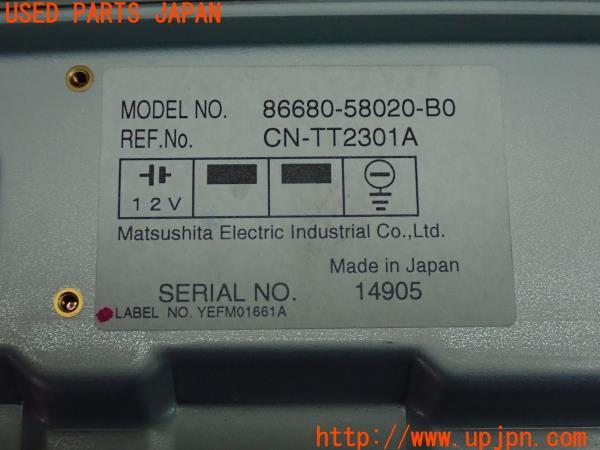 USED PARTS JAPAN
MODEL NO. 86680-58020-B0
REF.No. CN-TT2301A
12V
Matsushita Electric Industrial Co.,Ltd.
Made in Japan
SERIAL NO. 14905
LABEL NO. YEFM01661A
U-Parts
http://www.upjpn.com/